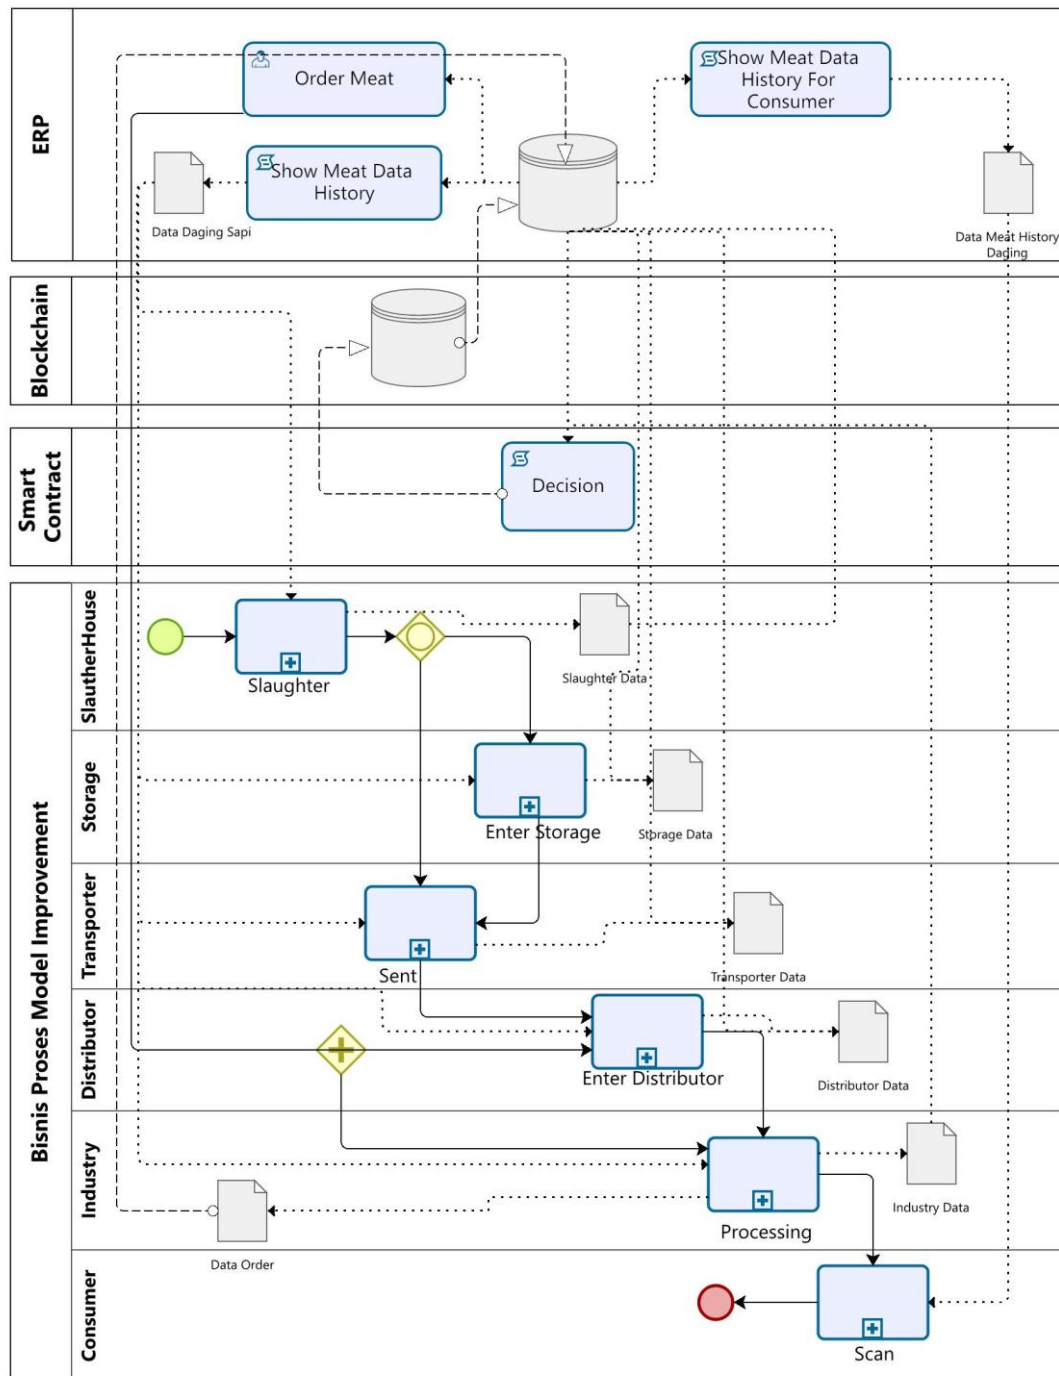 ERP
Order Meat
Show Meat Data
History For
Consumer
Show Meat Data
History
Data Daging Sapi
Data Meat History
Daging
Blockchain
Smart
Contract
Decision
Bisnis Proses Model Improvement
SlautherHouse
Slaughter
Slaughter Data
Storage
Enter Storage
Storage Data
Transporter
Sent
Transporter Data
Distributor
Enter Distributor
Distributor Data
Industry
Processing
Industry Data
Data Order
Consumer
Scan